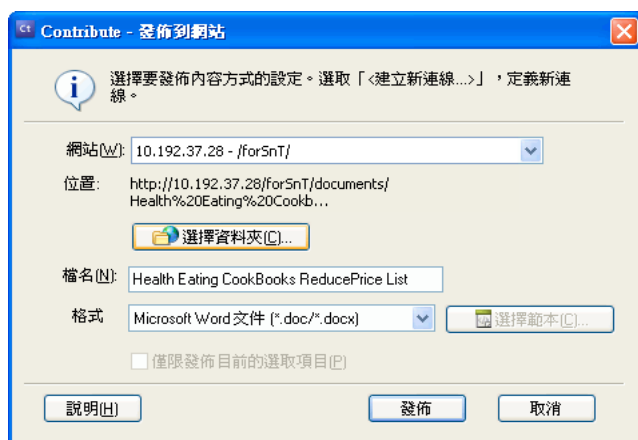 Ct Contribute - 發佈到網站
選擇要發佈內容方式的設定。選取「<建立新連線...>」，定義新連
線。
網站(W): 10.192.37.28 - /forSnT/
位置: http://10.192.37.28/forSnT/documents/
Health%20Eating%20Cookb...
選擇資料夾(C)...
檔名(N): Health Eating CookBooks ReducePrice List
格式 Microsoft Word 文件 (*.doc/*.docx) 選擇範本(C)...
僅限發佈目前的選取項目(P)
說明(H) 發佈 取消